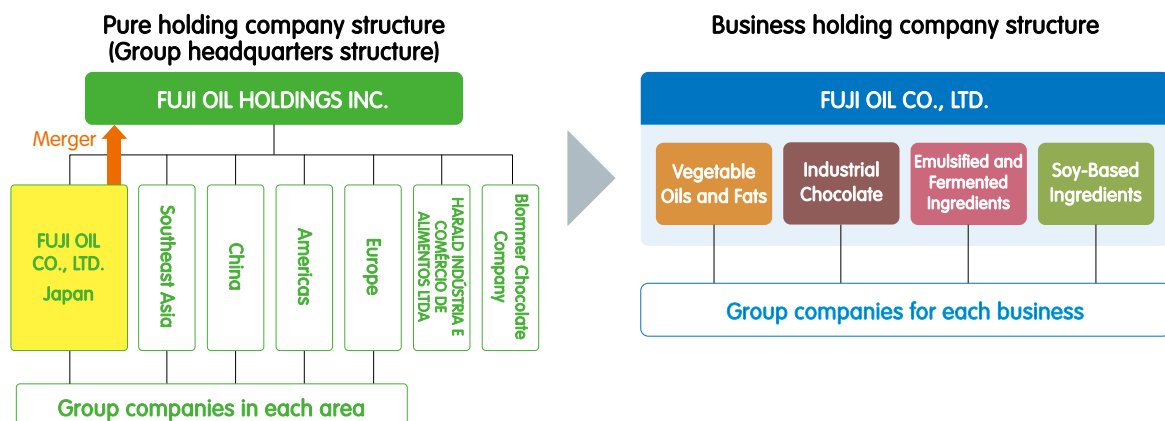 Pure holding company structure
(Group headquarters structure)
FUJI OIL HOLDINGS INC.
Merger
FUJI OIL
CO., LTD.
Japan
Southeast Asia
China
Americas
Europe
HARALD INDÚSTRIA E
COMÉRCIO DE
ALIMENTOS LTDA
Blommer Chocolate
Company
Group companies in each area
Business holding company structure
FUJI OIL CO., LTD.
Vegetable
Oils and Fats
Industrial
Chocolate
Emulsified and
Fermented
Ingredients
Soy-Based
Ingredients
Group companies for each business